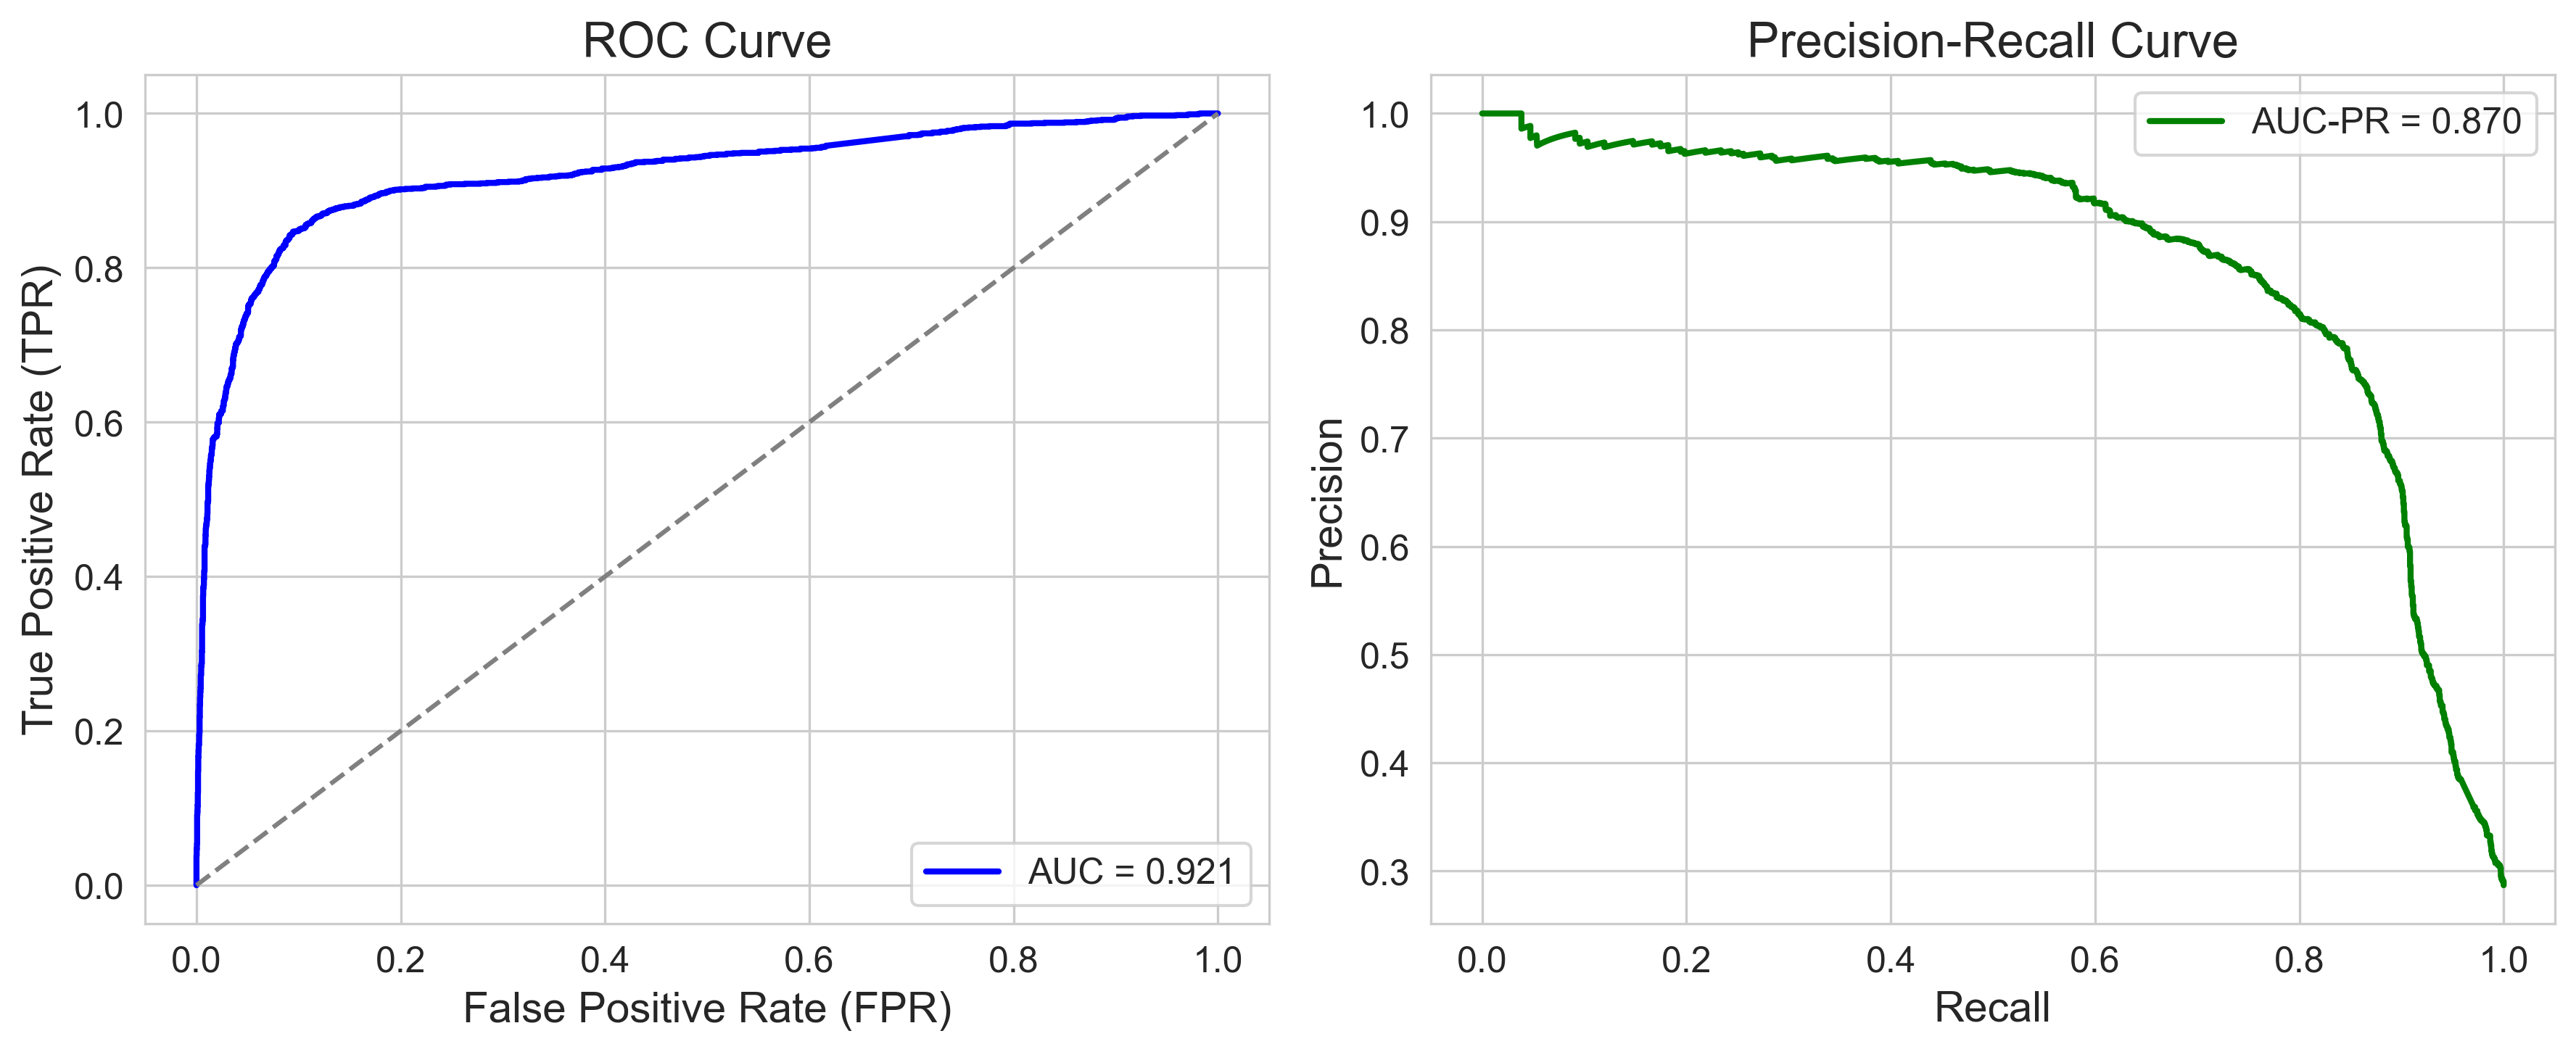 ROC Curve
True Positive Rate (TPR)
1.0
0.8
0.6
0.4
0.2
0.0
AUC = 0.921
0.0 0.2 0.4 0.6 0.8 1.0
False Positive Rate (FPR)
Precision-Recall Curve
Precision
1.0
0.9
0.8
0.7
0.6
0.5
0.4
0.3
AUC-PR = 0.870
0.0 0.2 0.4 0.6 0.8 1.0
Recall